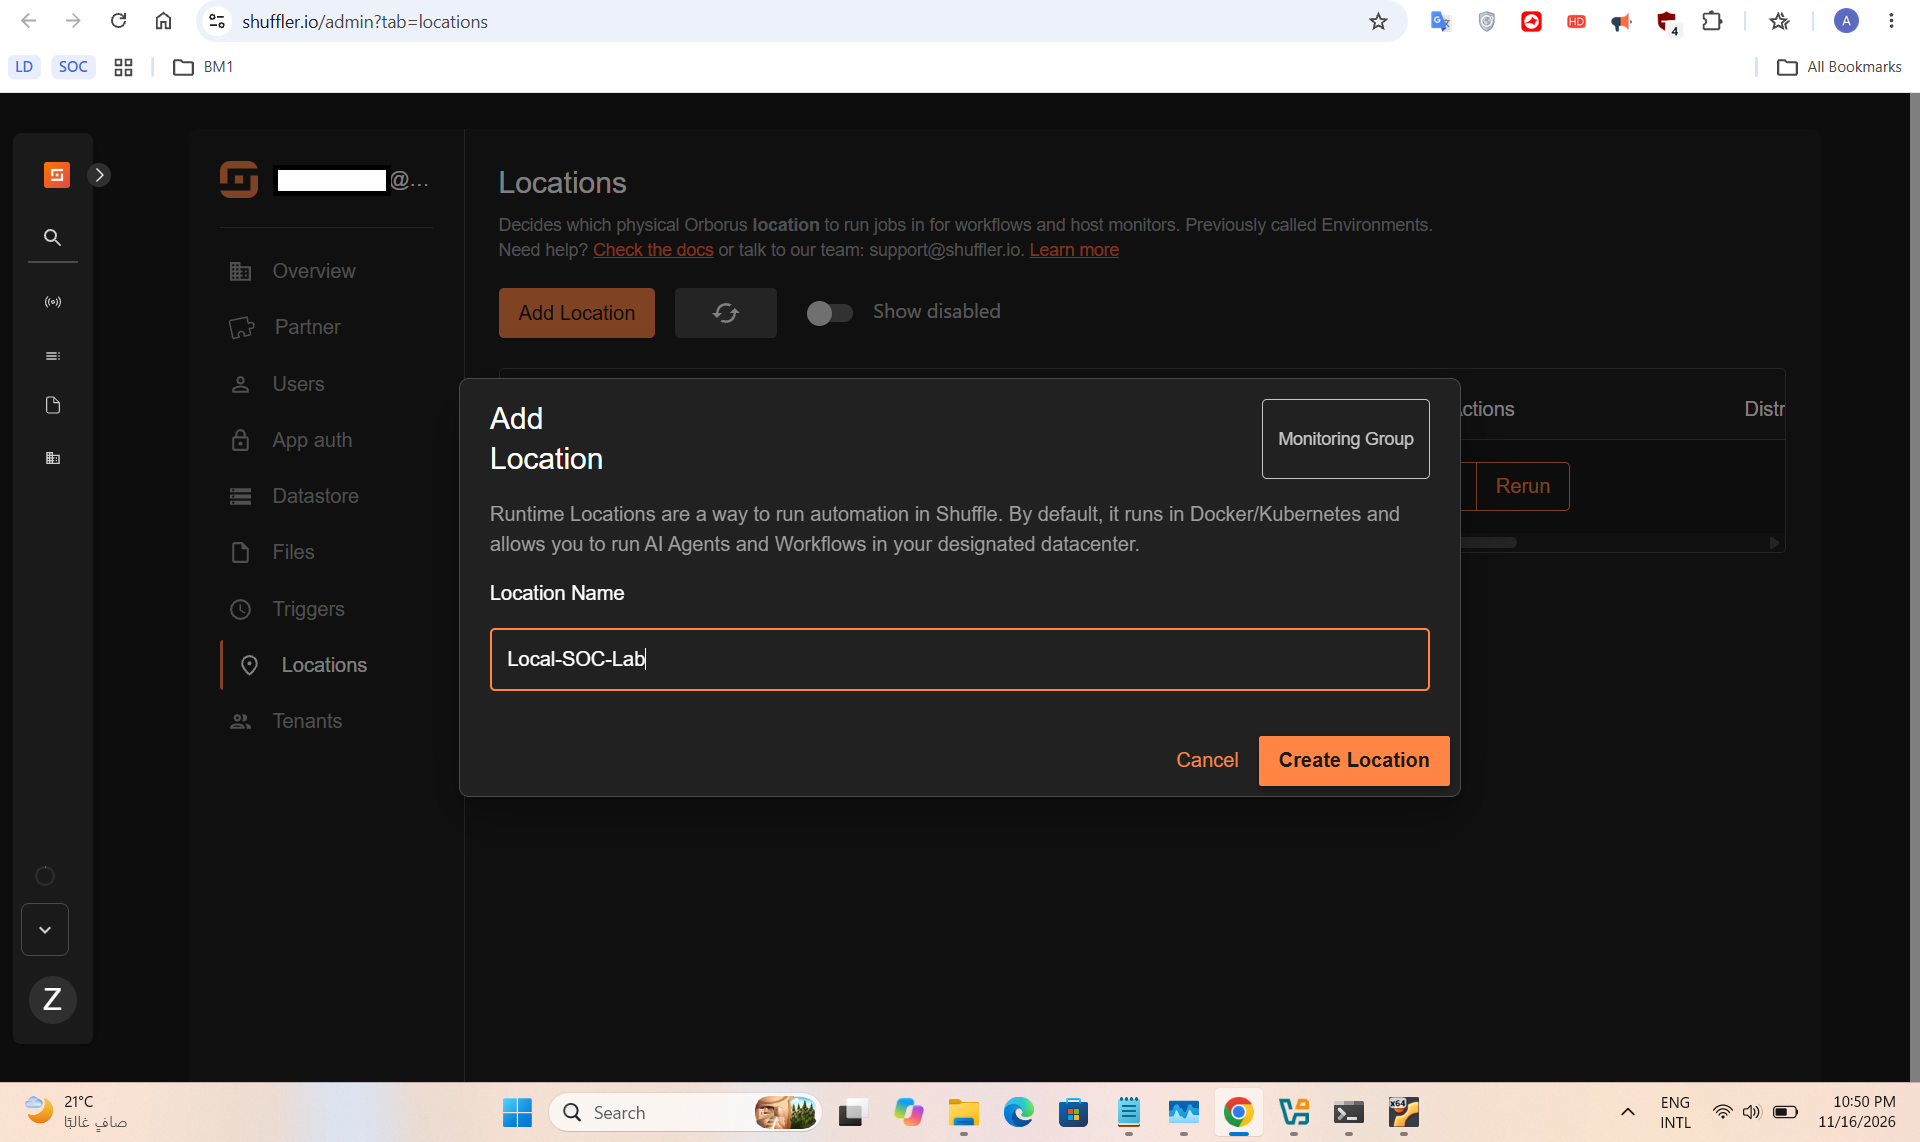 shuffler.io/admin?tab=locations
HD
4
A
LD
SOC
BM1
All Bookmarks
@...
Overview
Partner
Users
App auth
Datastore
Files
Triggers
Locations
Tenants
Z
Locations
Decides which physical Orborus location to run jobs in for workflows and host monitors. Previously called Environments.
Need help? Check the docs or talk to our team: support@shuffler.io. Learn more
Add Location
Show disabled
ctions
Distr
Rerun
Add
Location
Monitoring Group
Runtime Locations are a way to run automation in Shuffle. By default, it runs in Docker/Kubernetes and
allows you to run AI Agents and Workflows in your designated datacenter.
Location Name
Local-SOC-Lab
Cancel
Create Location
21°C
صافٍ غالبًا
Search
X64
ENG
INTL
10:50 PM
11/16/2026